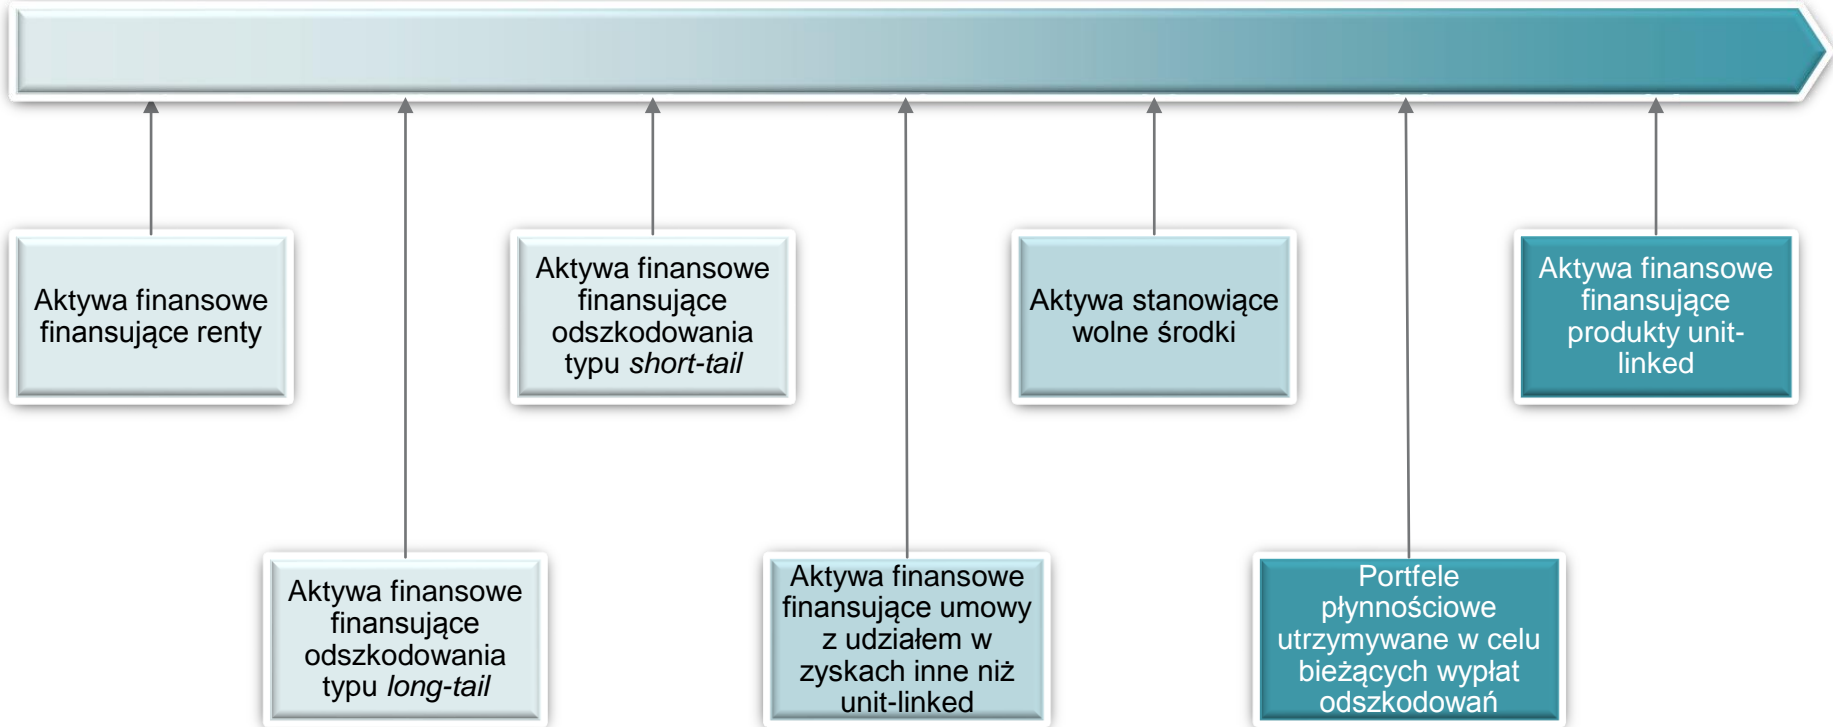 Aktywa finansowe
finansujące renty
Aktywa finansowe
finansujące
odszkodowania
typu long-tail
Aktywa finansowe
finansujące
odszkodowania
typu short-tail
Aktywa finansowe
finansujące umowy
z udziałem w
zyskach inne niż
unit-linked
Aktywa stanowiące
wolne środki
Portfele
płynnościowe
utrzymywane w celu
bieżących wypłat
odszkodowań
Aktywa finansowe
finansujące
produkty unit-
linked